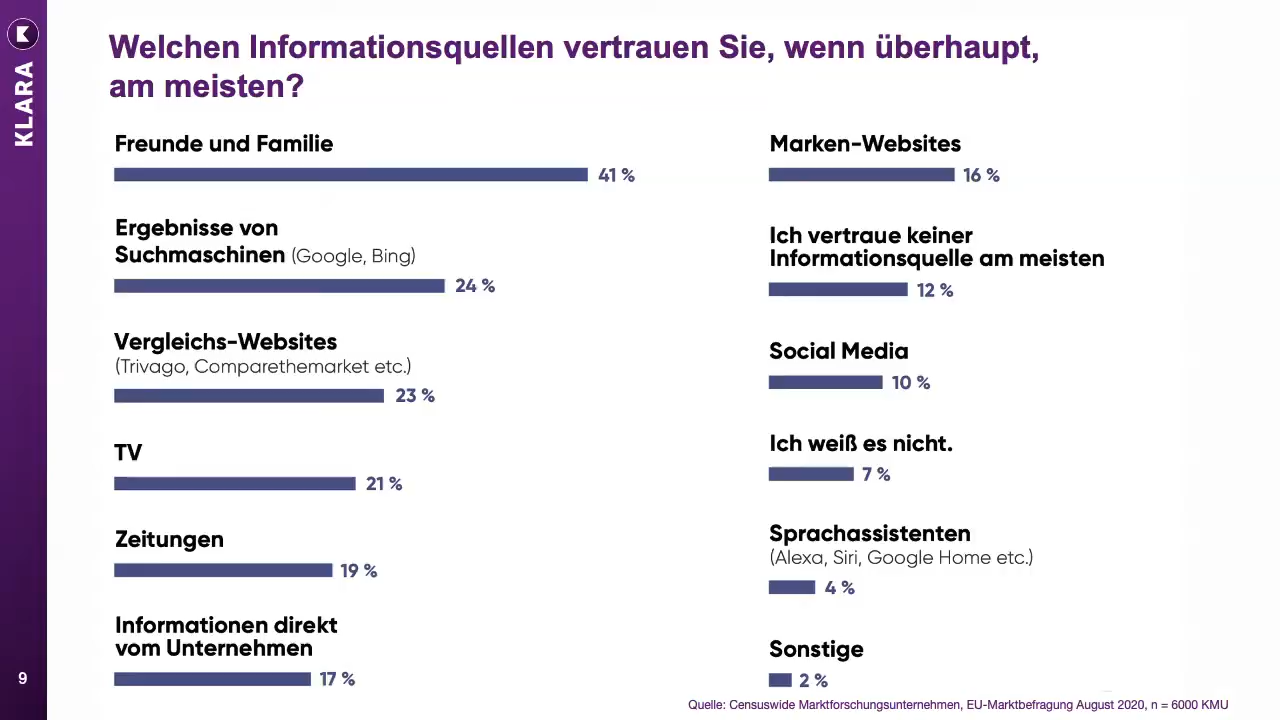 KLARA
Welchen Informationsquellen vertrauen Sie, wenn überhaupt,
am meisten?
Freunde und Familie
41 %
Ergebnisse von
Suchmaschinen (Google, Bing)
24 %
Vergleichs-Websites
(Trivago, Comparethemarket etc.)
23 %
TV
21 %
Zeitungen
19 %
Informationen direkt
vom Unternehmen
17 %
Marken-Websites
16 %
Ich vertraue keiner
Informationsquelle am meisten
12 %
Social Media
10 %
Ich weiß es nicht.
7 %
Sprachassistenten
(Alexa, Siri, Google Home etc.)
4 %
Sonstige
2 %
9
Quelle: Censuswide Marktforschungsunternehmen, EU-Marktbefragung August 2020, n = 6000 KMU